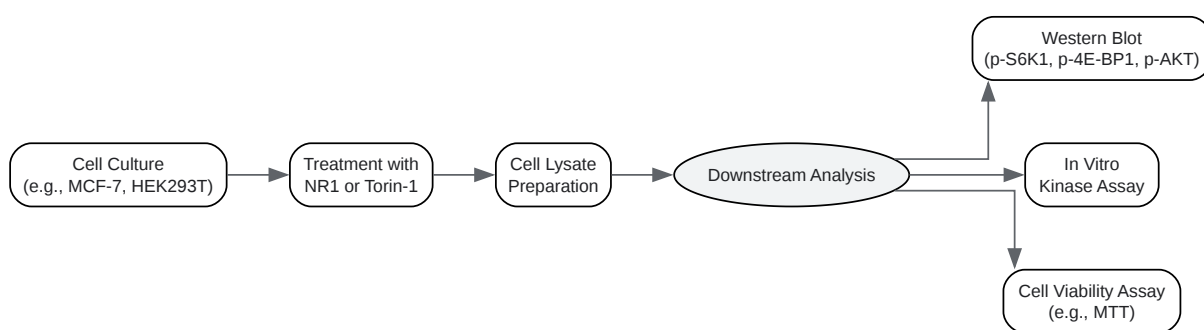 Cell Culture
(e.g., MCF-7, HEK293T)
Treatment with
NR1 or Torin-1
Cell Lysate
Preparation
Downstream Analysis
Western Blot
(p-S6K1, p-4E-BP1, p-AKT)
In Vitro
Kinase Assay
Cell Viability Assay
(e.g., MTT)